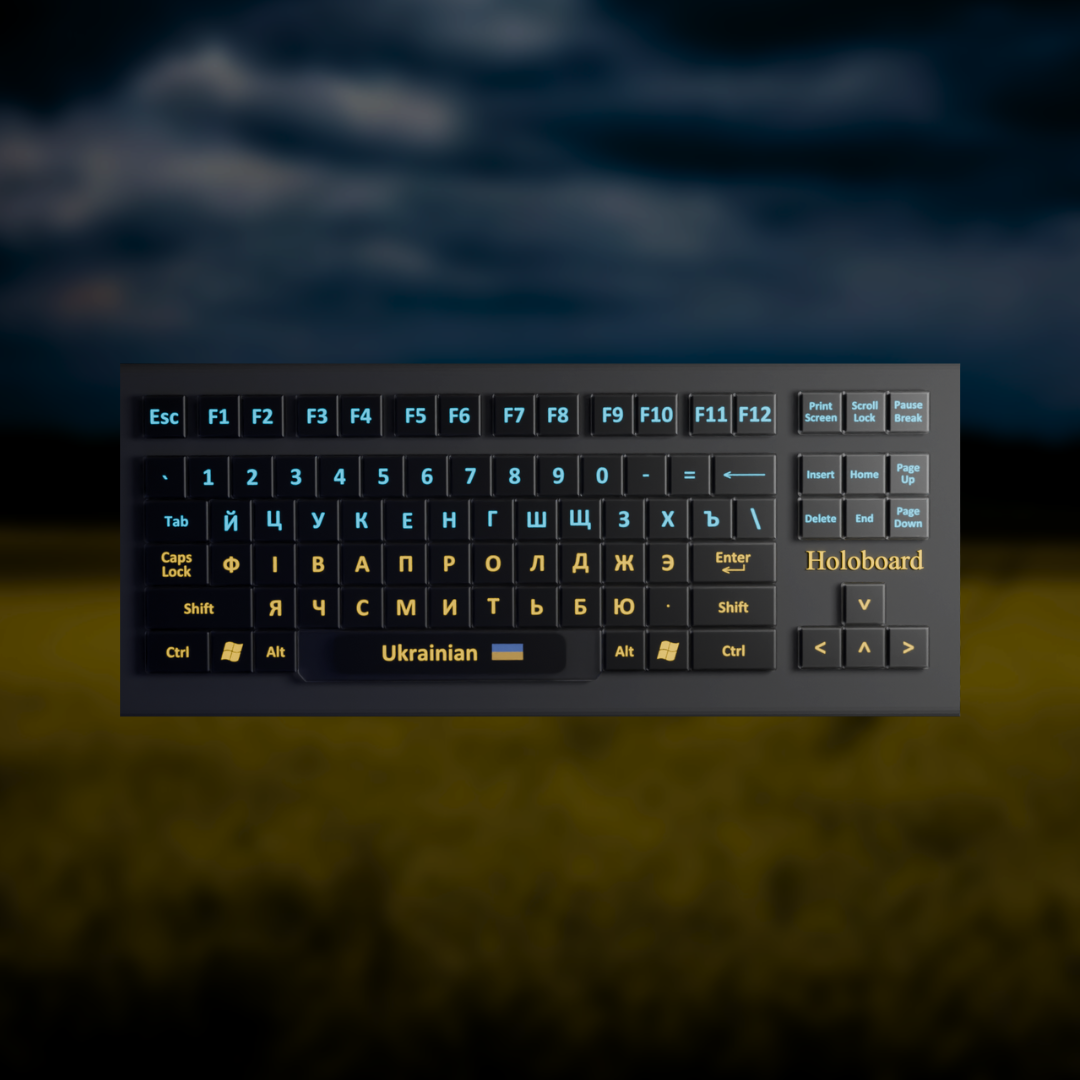 Esc F1 F2 F3 F4 F5 F6 F7 F8 F9 F10 F11 F12 Print Screen Scroll Lock Pause Break
` 1 2 3 4 5 6 7 8 9 0 - = Insert Home Page Up
Tab Й Ц У К Е Н Г Ш Щ З Х Ъ \ Delete End Page Down
Caps Lock Ф І В А П Р О Л Д Ж Э Enter
Holoboard
Shift Я Ч С М И Т Ь Б Ю . Shift v
Ctrl Alt Ukrainian Alt Ctrl < ʌ >